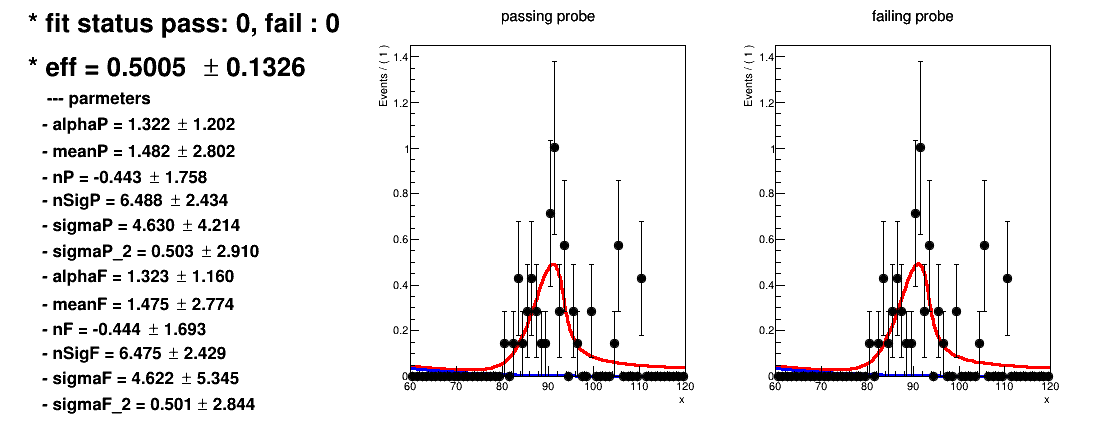 * fit status pass: 0, fail : 0
* eff = 0.5005 ± 0.1326
--- parmeters
- alphaP = 1.322 ± 1.202
- meanP = 1.482 ± 2.802
- nP = -0.443 ± 1.758
- nSigP = 6.488 ± 2.434
- sigmaP = 4.630 ± 4.214
- sigmaP_2 = 0.503 ± 2.910
- alphaF = 1.323 ± 1.160
- meanF = 1.475 ± 2.774
- nF = -0.444 ± 1.693
- nSigF = 6.475 ± 2.429
- sigmaF = 4.622 ± 5.345
- sigmaF_2 = 0.501 ± 2.844
passing probe
Events / ( 1 )
1.4
1.2
1
0.8
0.6
0.4
0.2
0
60 70 80 90 100 110 120
x
failing probe
Events / ( 1 )
1.4
1.2
1
0.8
0.6
0.4
0.2
0
60 70 80 90 100 110 120
x